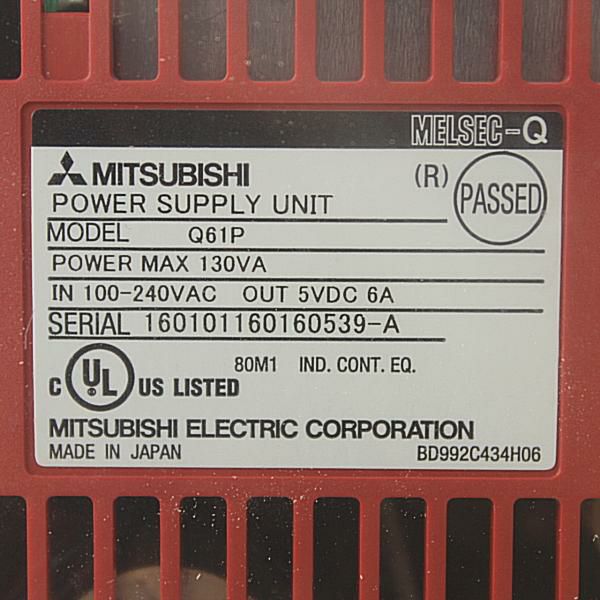 MELSEC-Q
MITSUBISHI
(R) PASSED
POWER SUPPLY UNIT
MODEL Q61P
POWER MAX 130VA
IN 100-240VAC OUT 5VDC 6A
SERIAL 160101160160539-A
80M1 IND. CONT. EQ.
C UL US LISTED
MITSUBISHI ELECTRIC CORPORATION
MADE IN JAPAN BD992C434H06